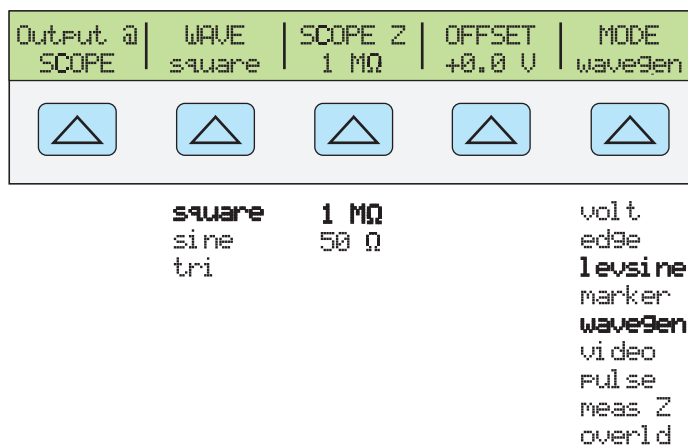 Output @ WAVE SCOPE Z OFFSET MODE
SCOPE square 1 MΩ +0.0 V wavegen
square 1 MΩ volt
sine 50 Ω edge
tri levsine
marker
wavegen
video
pulse
meas Z
overld